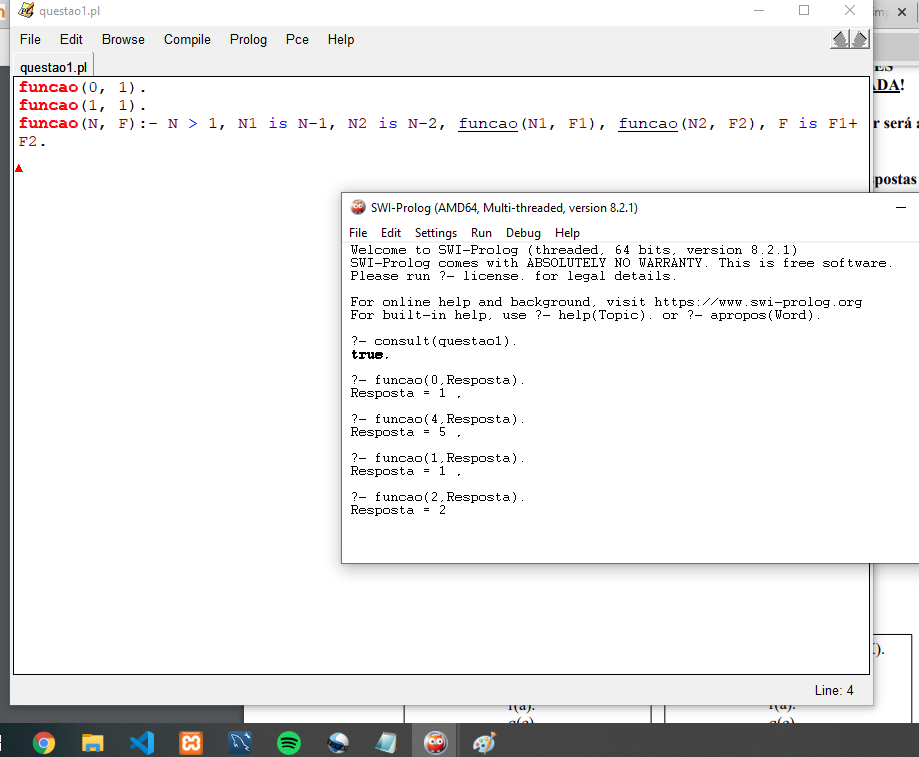 questao1.pl
File Edit Browse Compile Prolog Pce Help
questao1.pl
funcao(0, 1).
funcao(1, 1).
funcao(N, F):- N > 1, N1 is N-1, N2 is N-2, funcao(N1, F1), funcao(N2, F2), F is F1+
F2.
ES
ADA!
r será a
postas
SWI-Prolog (AMD64, Multi-threaded, version 8.2.1)
File Edit Settings Run Debug Help
Welcome to SWI-Prolog (threaded, 64 bits, version 8.2.1)
SWI-Prolog comes with ABSOLUTELY NO WARRANTY. This is free software.
Please run ?- license. for legal details.
For online help and background, visit https://www.swi-prolog.org
For built-in help, use ?- help(Topic). or ?- apropos(Word).
?- consult(questao1).
true.
?- funcao(0,Resposta).
Resposta = 1 .
?- funcao(4,Resposta).
Resposta = 5 .
?- funcao(1,Resposta).
Resposta = 1 .
?- funcao(2,Resposta).
Resposta = 2
Line: 4